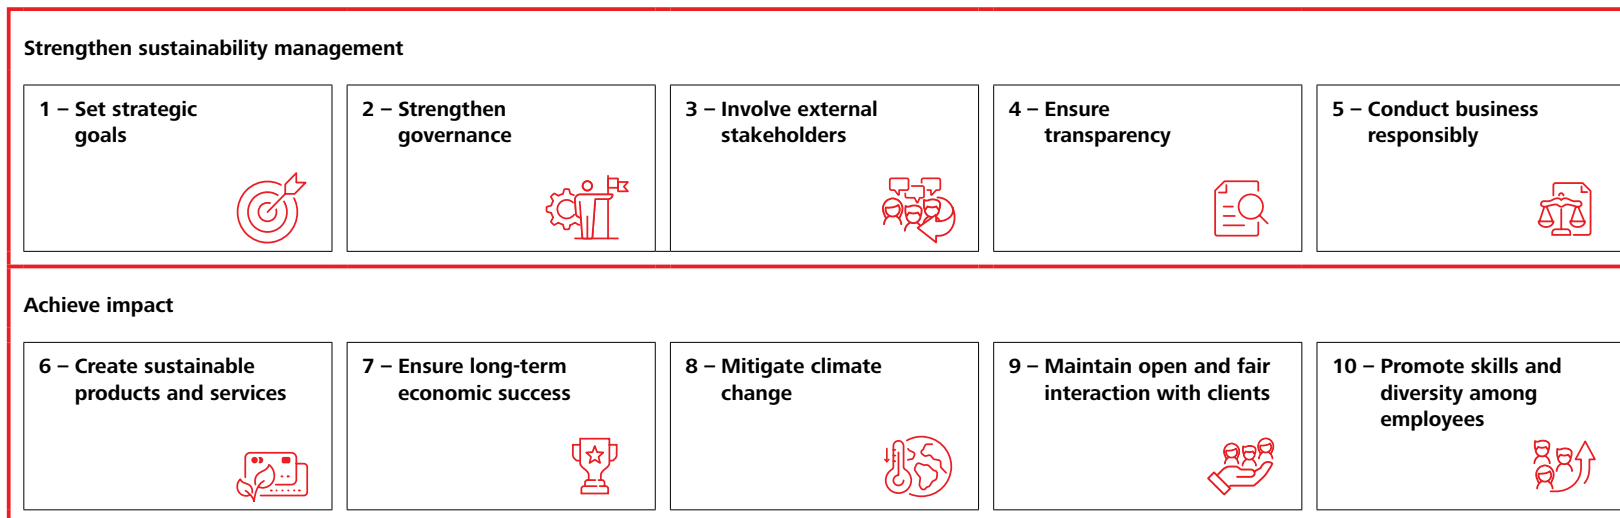 Strengthen sustainability management
1 – Set strategic
goals
2 – Strengthen
governance
3 – Involve external
stakeholders
4 – Ensure
transparency
5 – Conduct business
responsibly
Achieve impact
6 – Create sustainable
products and services
7 – Ensure long-term
economic success
8 – Mitigate climate
change
9 – Maintain open and fair
interaction with clients
10 – Promote skills and
diversity among
employees